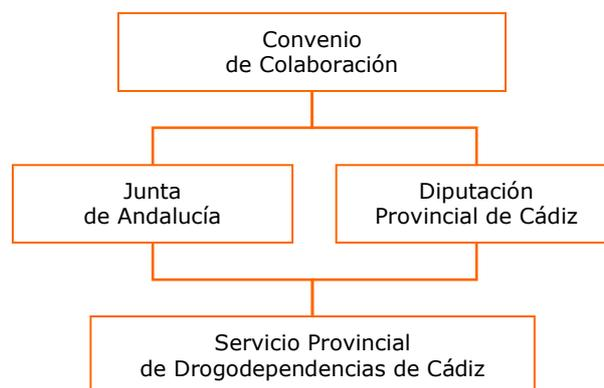 Convenio
de Colaboración
Junta
de Andalucía
Diputación
Provincial de Cádiz
Servicio Provincial
de Drogodependencias de Cádiz